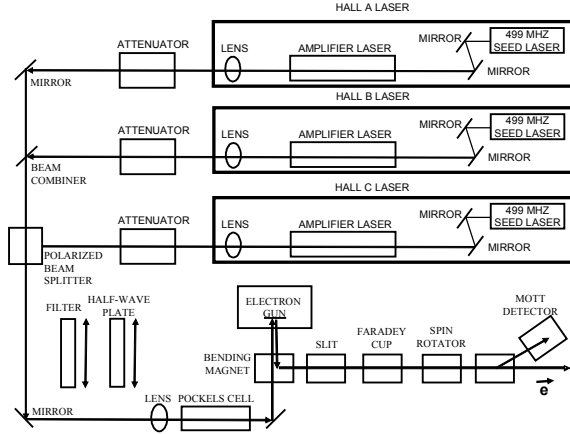 HALL A LASER
ATTENUATOR
LENS
AMPLIFIER LASER
MIRROR
499 MHZ
SEED LASER
MIRROR
MIRROR
HALL B LASER
ATTENUATOR
LENS
AMPLIFIER LASER
MIRROR
499 MHZ
SEED LASER
MIRROR
BEAM
COMBINER
HALL C LASER
ATTENUATOR
LENS
AMPLIFIER LASER
MIRROR
499 MHZ
SEED LASER
MIRROR
POLARIZED
BEAM
SPLITTER
FILTER
HALF-WAVE
PLATE
ELECTRON
GUN
BENDING
MAGNET
SLIT
FARADEY
CUP
SPIN
ROTATOR
MOTT
DETECTOR
e
MIRROR
LENS
POCKELS CELL